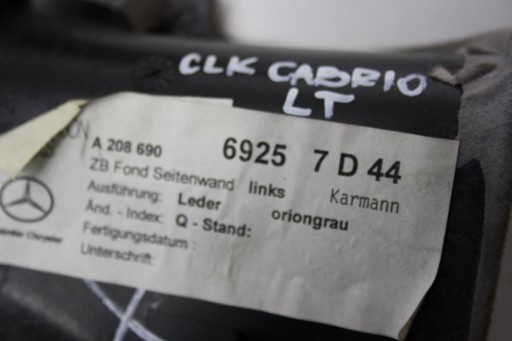 CLK CABRIO
LT
A 208 690 6925 7 D 44
ZB Fond Seitenwand links Karmann
Ausführung: Leder oriongrau
Änd. - Index: Q - Stand:
Fertigungsdatum :
Unterschrift:
Chrysler